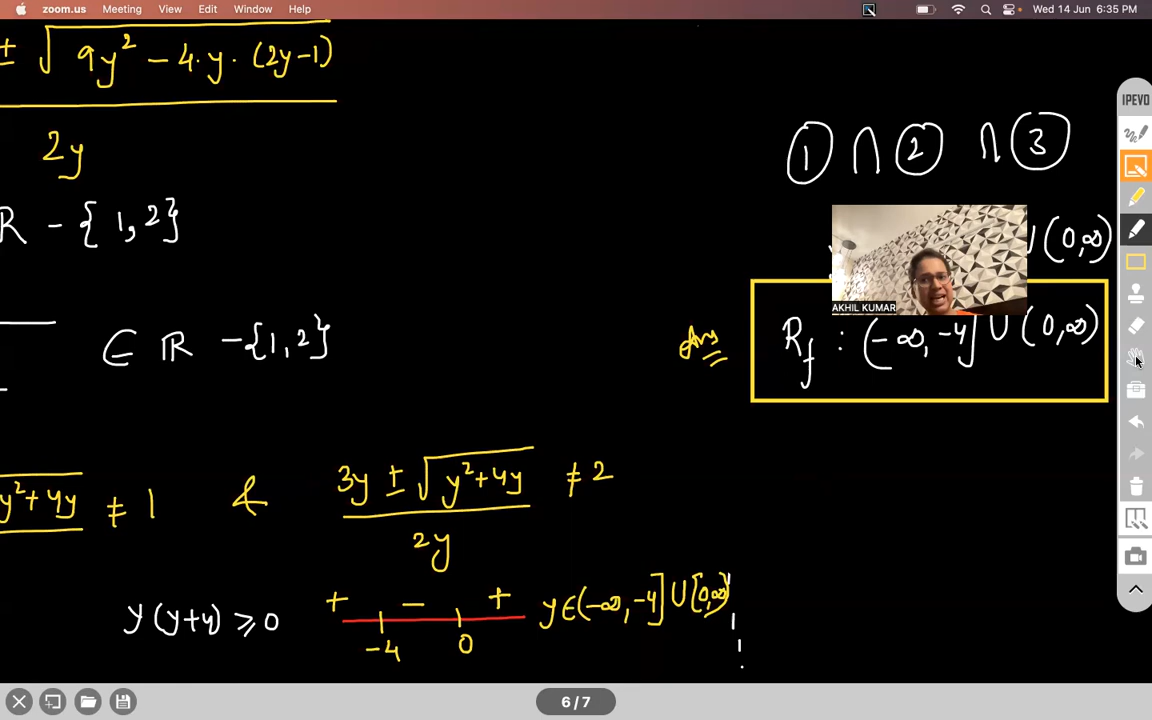 zoom.us Meeting View Edit Window Help Wed 14 Jun 6:35 PM
± √9y² - 4·y·(2y-1)
2y
IPEVO
① ∩ ② ∩ ③
R - {1,2}
U (0,∞)
AKHIL KUMAR
Ans
R_f : (-∞,-4] U (0,∞)
∈ R - {1,2}
y²+4y ≠ 1 & 3y ± √y²+4y ≠ 2
2y
y(y+4) ≥ 0 + - + y∈(-∞,-4] U [0,∞)
-4 0
6 / 7